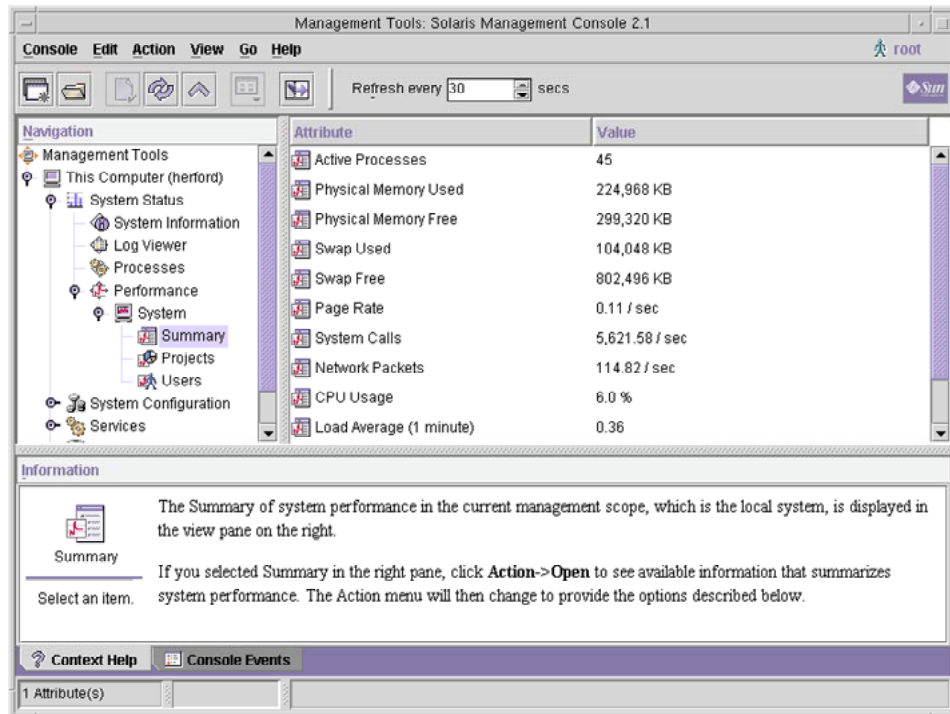 Management Tools: Solaris Management Console 2.1
Console Edit Action View Go Help root
Refresh every 30 secs
Sun
Navigation
Management Tools
This Computer (herford)
System Status
System Information
Log Viewer
Processes
Performance
System
Summary
Projects
Users
System Configuration
Services
Attribute Value
Active Processes 45
Physical Memory Used 224,968 KB
Physical Memory Free 299,320 KB
Swap Used 104,048 KB
Swap Free 802,496 KB
Page Rate 0.11 / sec
System Calls 5,621.58 / sec
Network Packets 114.82 / sec
CPU Usage 6.0 %
Load Average (1 minute) 0.36
Information
Summary
Select an item.
The Summary of system performance in the current management scope, which is the local system, is displayed in
the view pane on the right.
If you selected Summary in the right pane, click Action->Open to see available information that summarizes
system performance. The Action menu will then change to provide the options described below.
Context Help Console Events
1 Attribute(s)